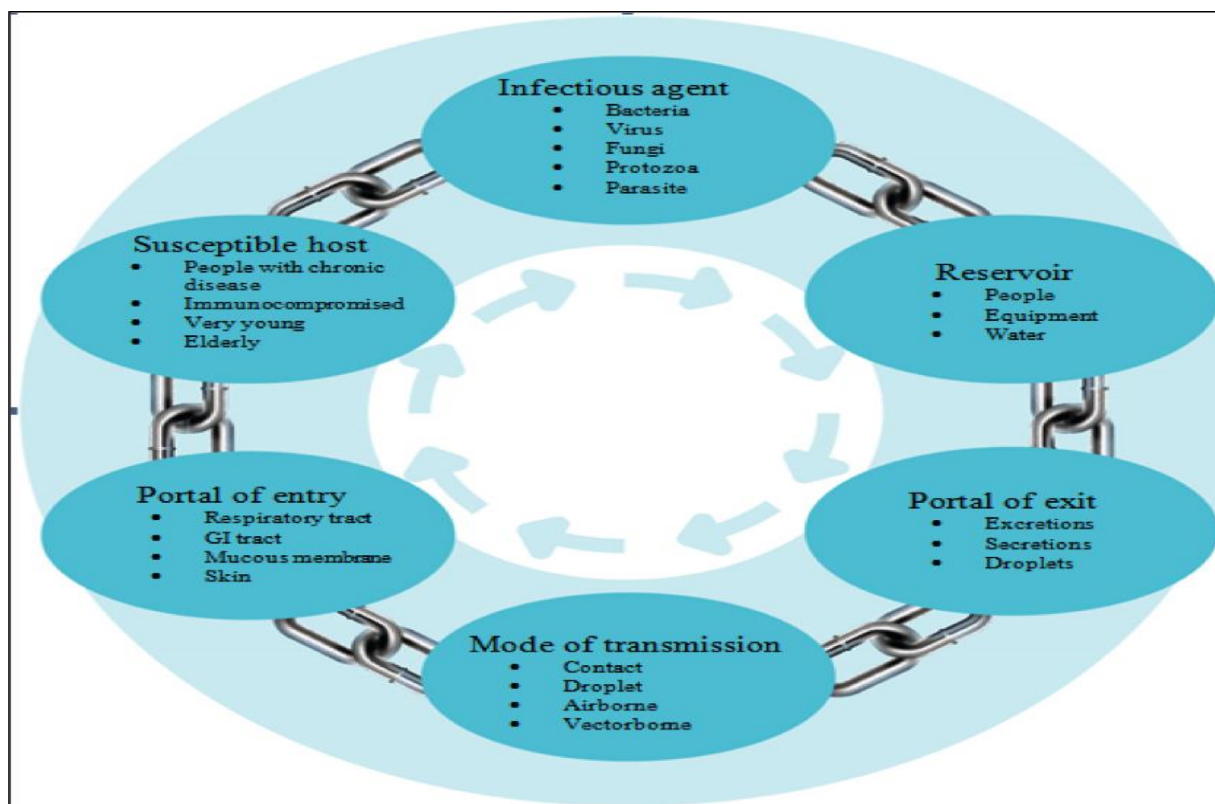 Infectious agent
• Bacteria
• Virus
• Fungi
• Protozoa
• Parasite
Reservoir
• People
• Equipment
• Water
Portal of exit
• Excretions
• Secretions
• Droplets
Mode of transmission
• Contact
• Droplet
• Airborne
• Vectorborne
Portal of entry
• Respiratory tract
• GI tract
• Mucous membrane
• Skin
Susceptible host
• People with chronic
disease
• Immunocompromised
• Very young
• Elderly